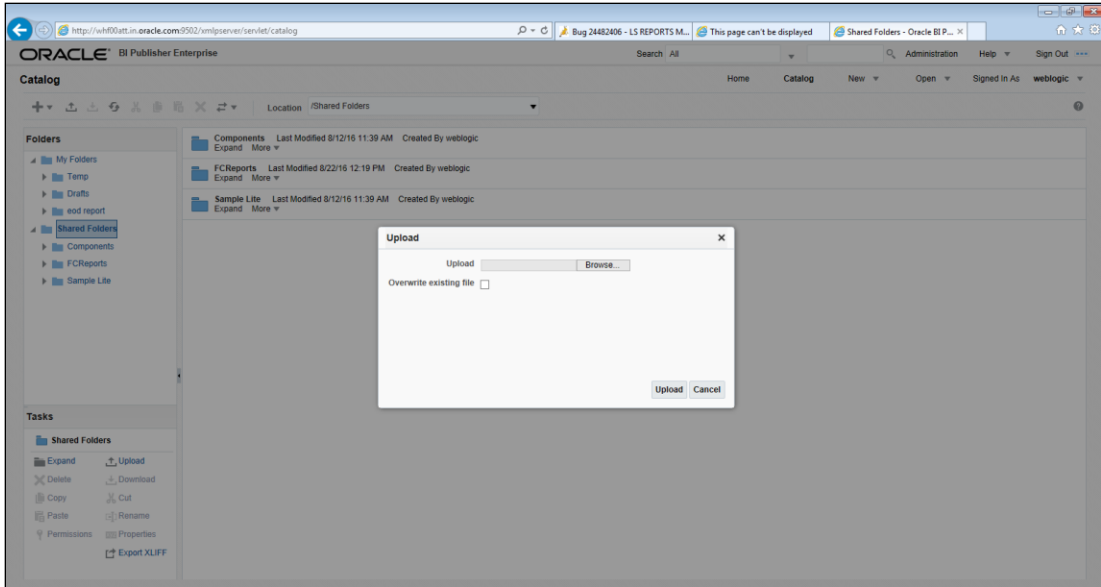 http://whf00att.in.oracle.com:9502/xmlpserver/servlet/catalog
Bug 24482406 - LS REPORTS M...
This page can't be displayed
Shared Folders - Oracle BI P...
ORACLE BI Publisher Enterprise
Search All
Administration
Help
Sign Out
Catalog
Home
Catalog
New
Open
Signed In As weblogic
Location /Shared Folders
Folders
My Folders
Temp
Drafts
eod report
Shared Folders
Components
FCReports
Sample Lite
Components Last Modified 8/12/16 11:39 AM Created By weblogic
Expand More
FCReports Last Modified 8/22/16 12:19 PM Created By weblogic
Expand More
Sample Lite Last Modified 8/12/16 11:39 AM Created By weblogic
Expand More
Upload
Upload Browse...
Overwrite existing file
Upload Cancel
Tasks
Shared Folders
Expand Upload
Delete Download
Copy Cut
Paste Rename
Permissions Properties
Export XLIFF